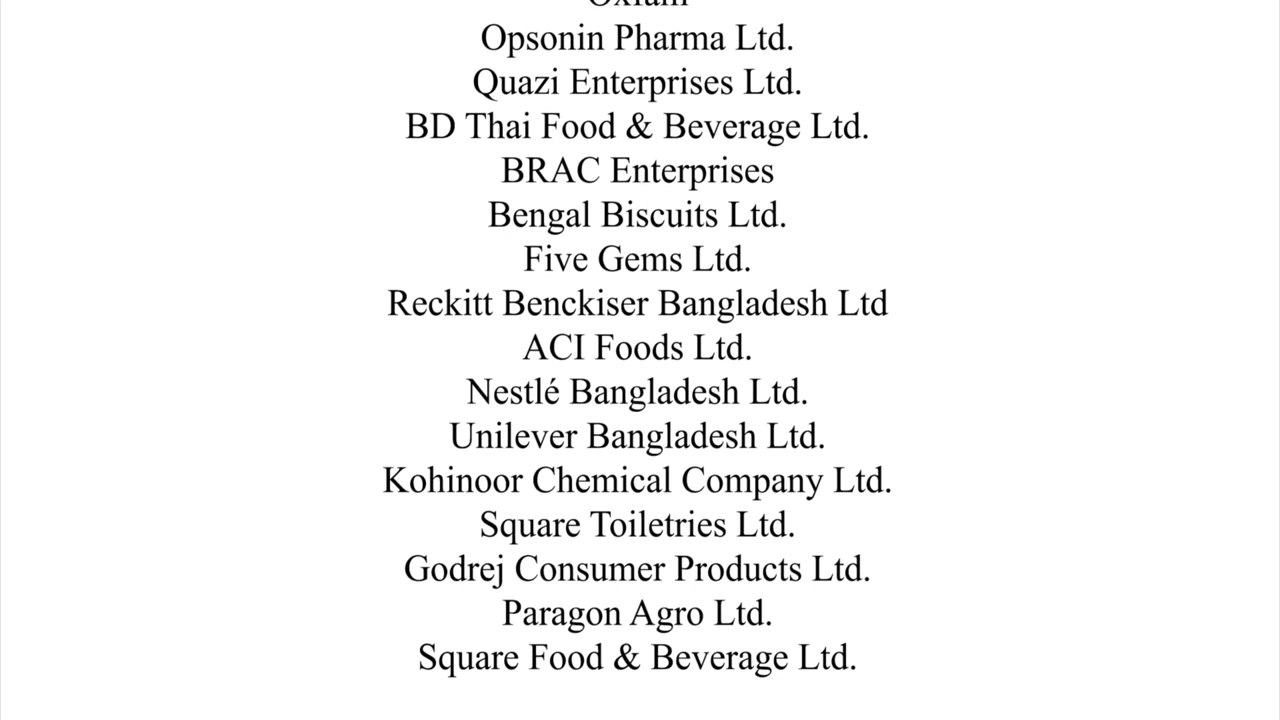 Opsonin Pharma Ltd.
Quazi Enterprises Ltd.
BD Thai Food & Beverage Ltd.
BRAC Enterprises
Bengal Biscuits Ltd.
Five Gems Ltd.
Reckitt Benckiser Bangladesh Ltd
ACI Foods Ltd.
Nestlé Bangladesh Ltd.
Unilever Bangladesh Ltd.
Kohinoor Chemical Company Ltd.
Square Toiletries Ltd.
Godrej Consumer Products Ltd.
Paragon Agro Ltd.
Square Food & Beverage Ltd.